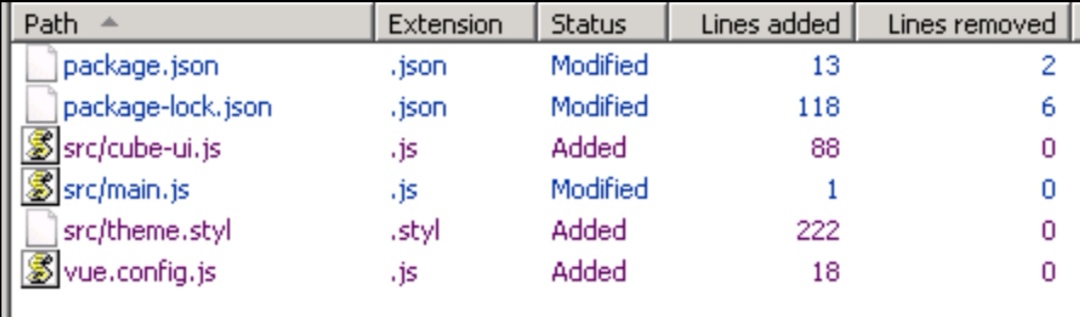 Path Extension Status Lines added Lines removed
package.json .json Modified 13 2
package-lock.json .json Modified 118 6
src/cube-ui.js .js Added 88 0
src/main.js .js Modified 1 0
src/theme.styl .styl Added 222 0
vue.config.js .js Added 18 0